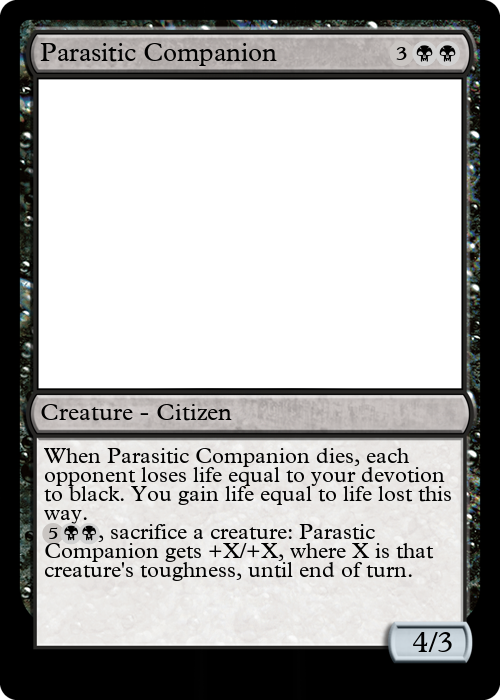 Parasitic Companion 3
Creature - Citizen
When Parasitic Companion dies, each
opponent loses life equal to your devotion
to black. You gain life equal to life lost this
way.
5, sacrifice a creature: Parastic
Companion gets +X/+X, where X is that
creature's toughness, until end of turn.
4/3